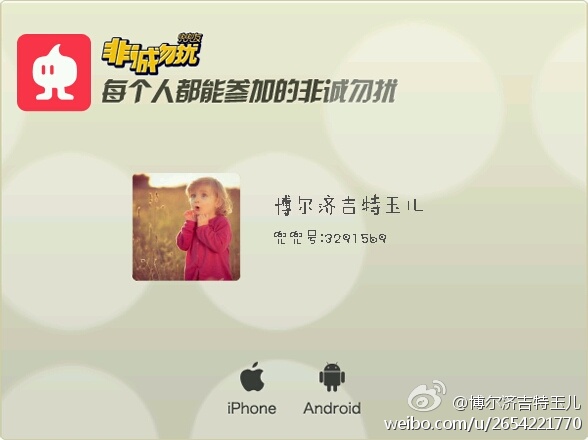 非诚勿扰
每个人都能参加的非诚勿扰
博尔济吉特玉儿
兜兜号:3291569
iPhone
Android
@博尔济吉特玉儿
weibo.com/u/2654221770